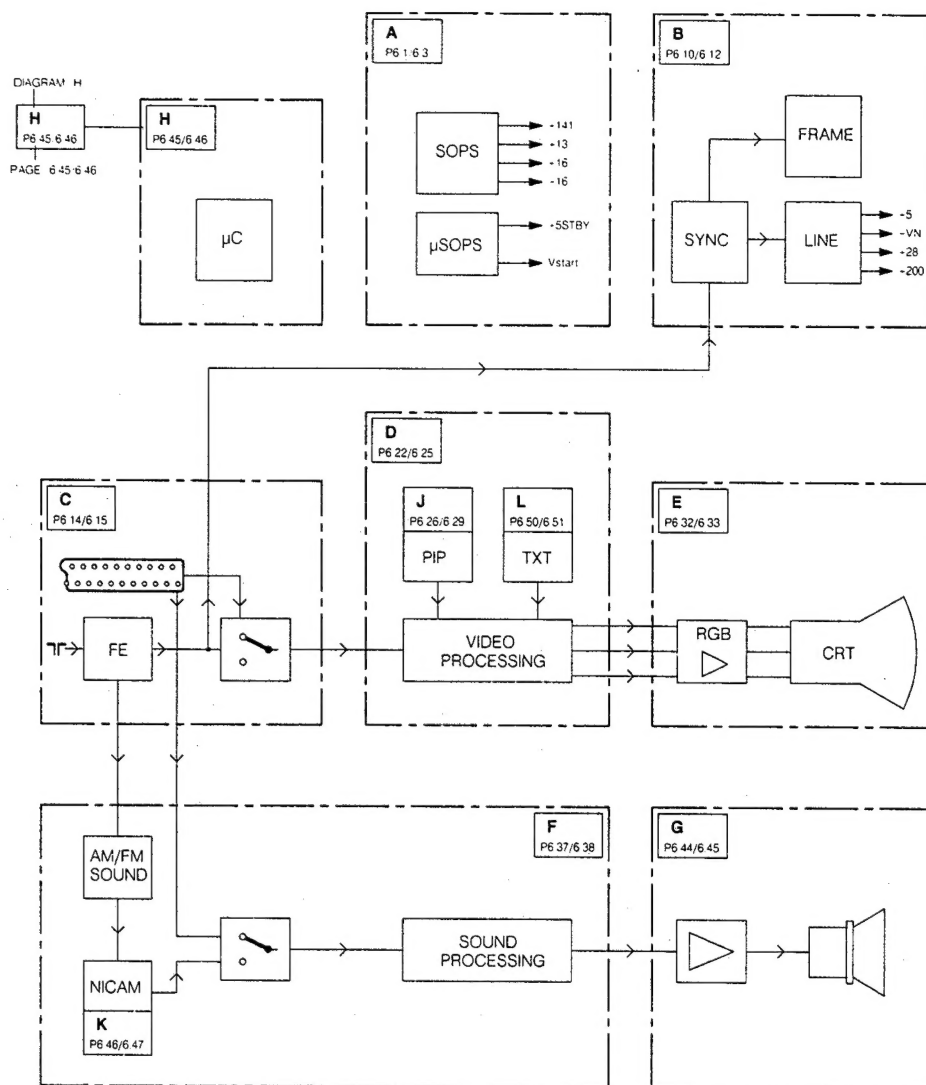 DIAGRAM H
H
P6 45/6 46
PAGE 6 45/6 46
H
P6 45/6 46
µC
A
P6 1/6 3
SOPS
-141
+13
+16
-16
µSOPS
-5STBY
Vstart
B
P6 10/6 12
FRAME
SYNC
LINE
-5
-VN
+28
+200
C
P6 14/6 15
FE
D
P6 22/6 25
J
P6 26/6 29
PIP
L
P6 50/6 51
TXT
VIDEO
PROCESSING
E
P6 32/6 33
RGB
CRT
F
P6 37/6 38
AM/FM
SOUND
NICAM
K
P6 46/6 47
SOUND
PROCESSING
G
P6 44/6 45